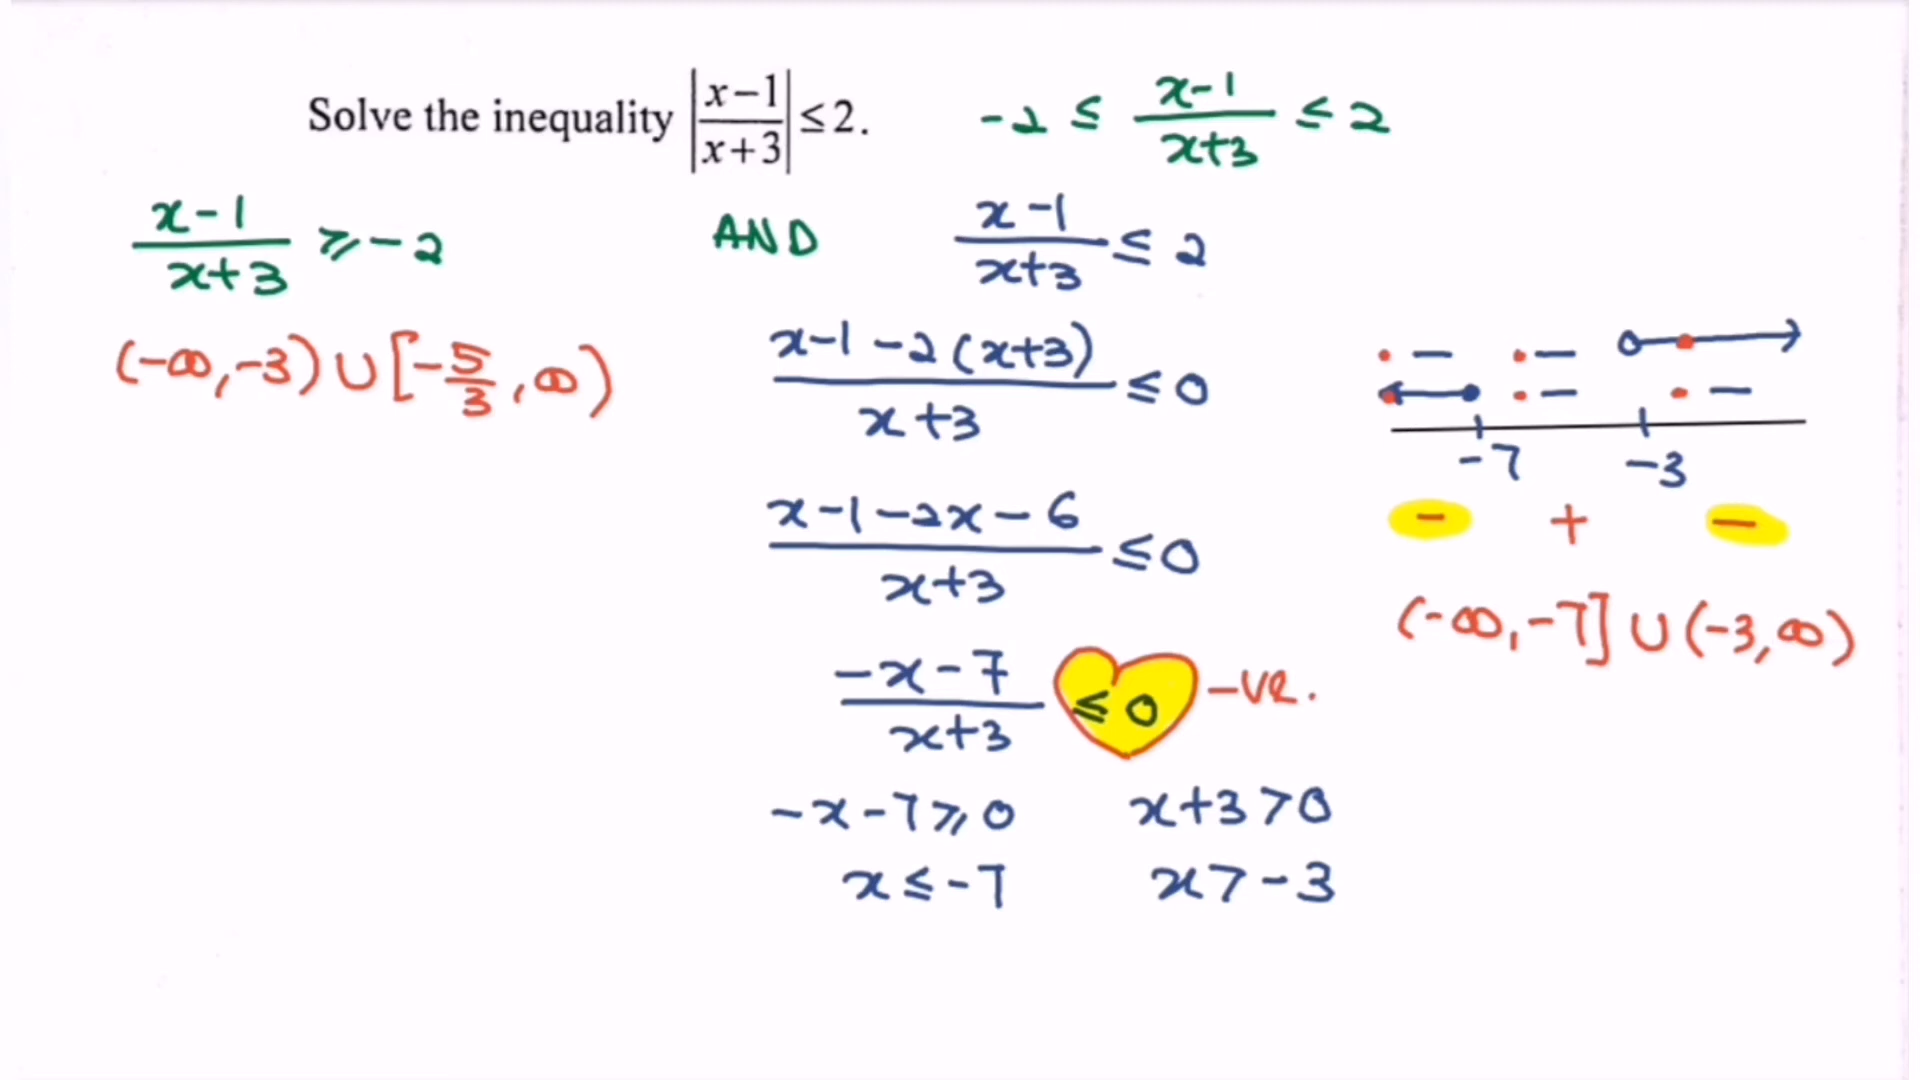 Solve the inequality |x-1/x+3| ≤ 2. -2 ≤ x-1/x+3 ≤ 2
x-1/x+3 ⩾ -2 AND x-1/x+3 ≤ 2
(-∞, -3) ∪ [-5/3, ∞)
x-1-2(x+3)/x+3 ≤ 0
-7 -3
- + -
x-1-2x-6/x+3 ≤ 0
(-∞, -7] ∪ (-3, ∞)
-x-7/x+3 ≤ 0 -ve.
-x-7 ⩾ 0 x+3 > 0
x ≤ -7 x > -3